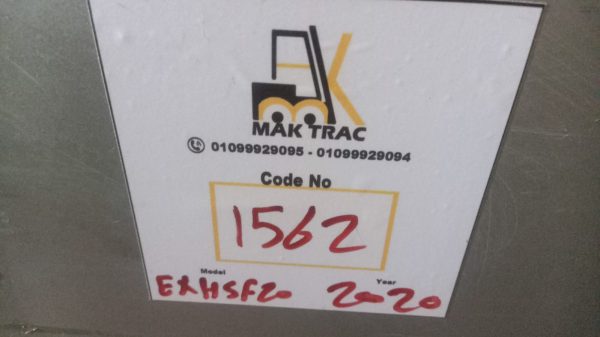 MAK TRAC
01099929095 - 01099929094
Code No
1562
Model Year
EXHSF20 2020